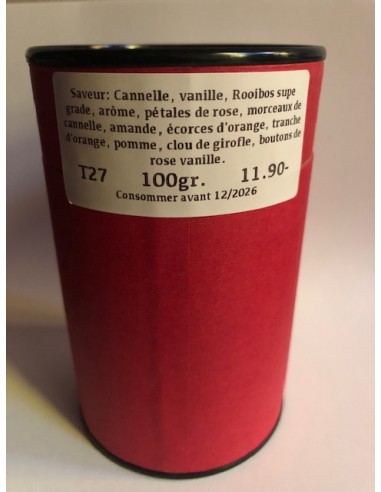 Saveur: Cannelle, vanille, Rooibos supe
grade, arôme, pétales de rose, morceaux de
cannelle, amande, écorces d'orange, tranche
d'orange, pomme, clou de girofle, boutons de
rose vanille.
T27 100gr. 11.90-
Consommer avant 12/2026